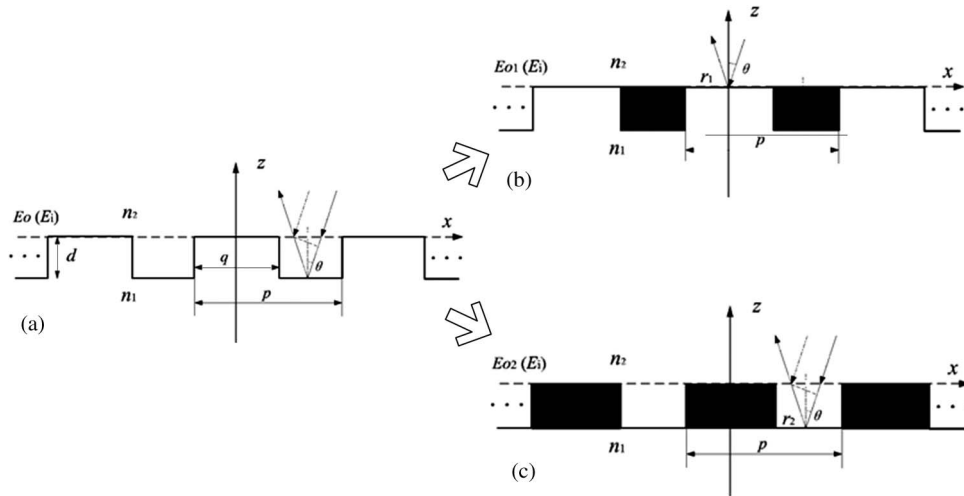 z
Eo (Ei)
n2
x
d
q
θ
p
n1
(a)
z
Eo1 (Ei)
n2
r1
θ
x
n1
p
(b)
z
Eo2 (Ei)
n2
x
r2
θ
n1
p
(c)